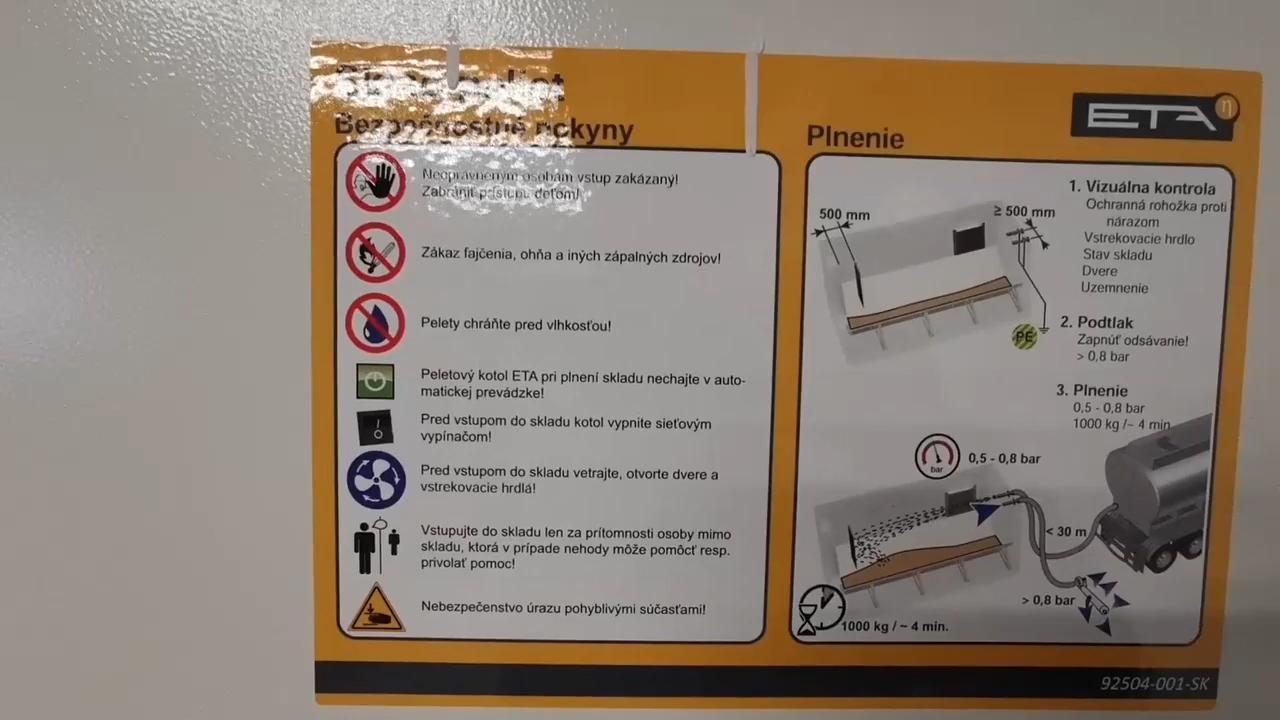 Sklad peliet
Bezpečnostné pokyny
Neoprávneným osobám vstup zakázaný!
Zabrániť prístupu deťom!
Zákaz fajčenia, ohňa a iných zápalných zdrojov!
Pelety chráňte pred vlhkosťou!
Peletový kotol ETA pri plnení skladu nechajte v auto-
matickej prevádzke!
Pred vstupom do skladu kotol vypnite sieťovým
vypínačom!
Pred vstupom do skladu vetrajte, otvorte dvere a
vstrekovacie hrdlá!
Vstupujte do skladu len za prítomnosti osoby mimo
skladu, ktorá v prípade nehody môže pomôcť resp.
privolať pomoc!
Nebezpečenstvo úrazu pohyblivými súčasťami!
Plnenie
ETA η
500 mm
≥ 500 mm
PE
1. Vizuálna kontrola
Ochranná rohožka proti
nárazom
Vstrekovacie hrdlo
Stav skladu
Dvere
Uzemnenie
2. Podtlak
Zapnúť odsávanie!
> 0,8 bar
3. Plnenie
0,5 - 0,8 bar
1000 kg /~ 4 min.
bar
0,5 - 0,8 bar
< 30 m
> 0,8 bar
1000 kg / ~ 4 min.
92504-001-SK